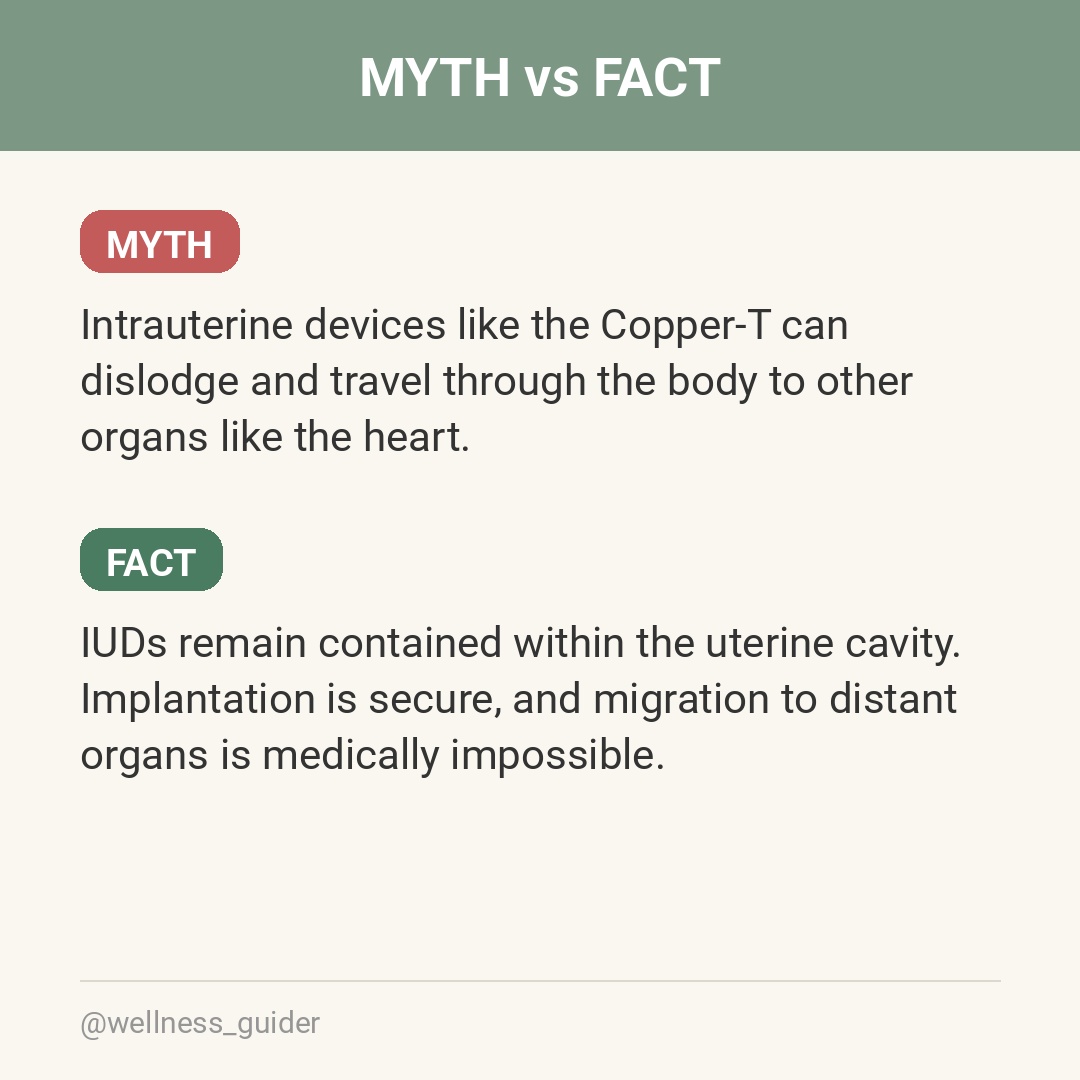 MYTH vs FACT
MYTH
Intrauterine devices like the Copper-T can
dislodge and travel through the body to other
organs like the heart.
FACT
IUDs remain contained within the uterine cavity.
Implantation is secure, and migration to distant
organs is medically impossible.
@wellness_guider